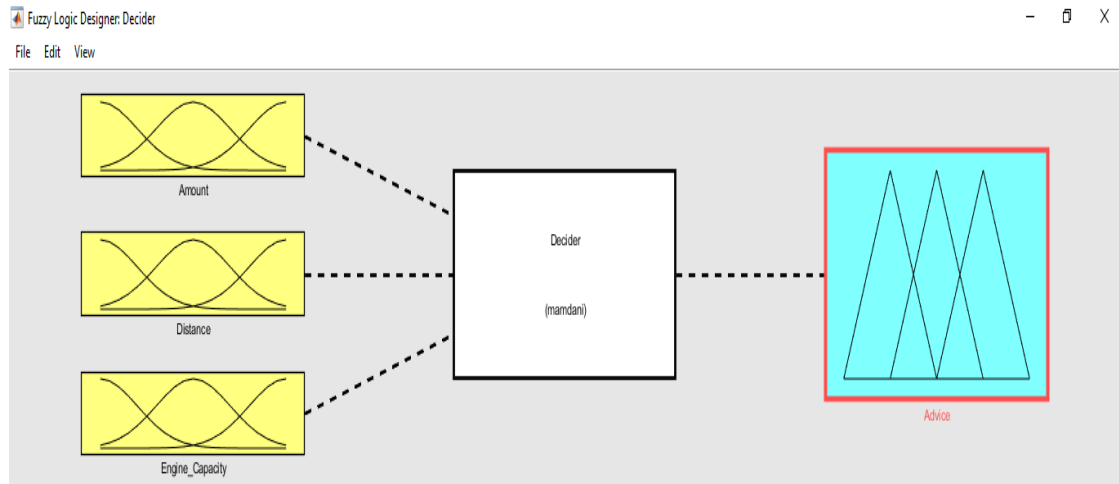 Fuzzy Logic Designer: Decider
File Edit View
Amount
Distance
Engine_Capacity
Decider
(mamdani)
Advice